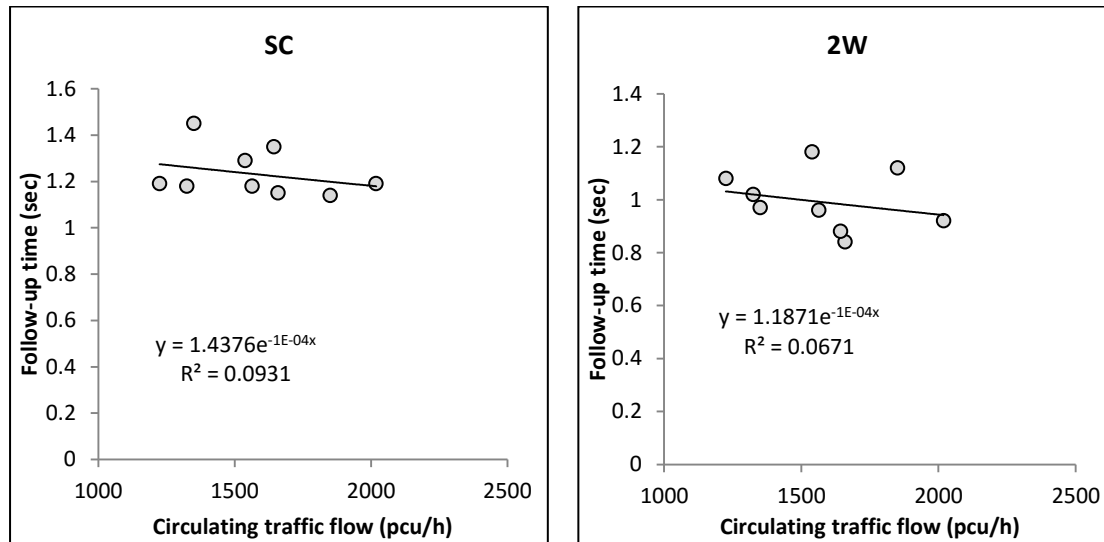 SC
Follow-up time (sec)
1.6
1.4
1.2
1
0.8
0.6
0.4
0.2
0
y = 1.4376e^-1E-04x
R² = 0.0931
1000 1500 2000 2500
Circulating traffic flow (pcu/h)
2W
Follow-up time (sec)
1.4
1.2
1
0.8
0.6
0.4
0.2
0
y = 1.1871e^-1E-04x
R² = 0.0671
1000 1500 2000 2500
Circulating traffic flow (pcu/h)